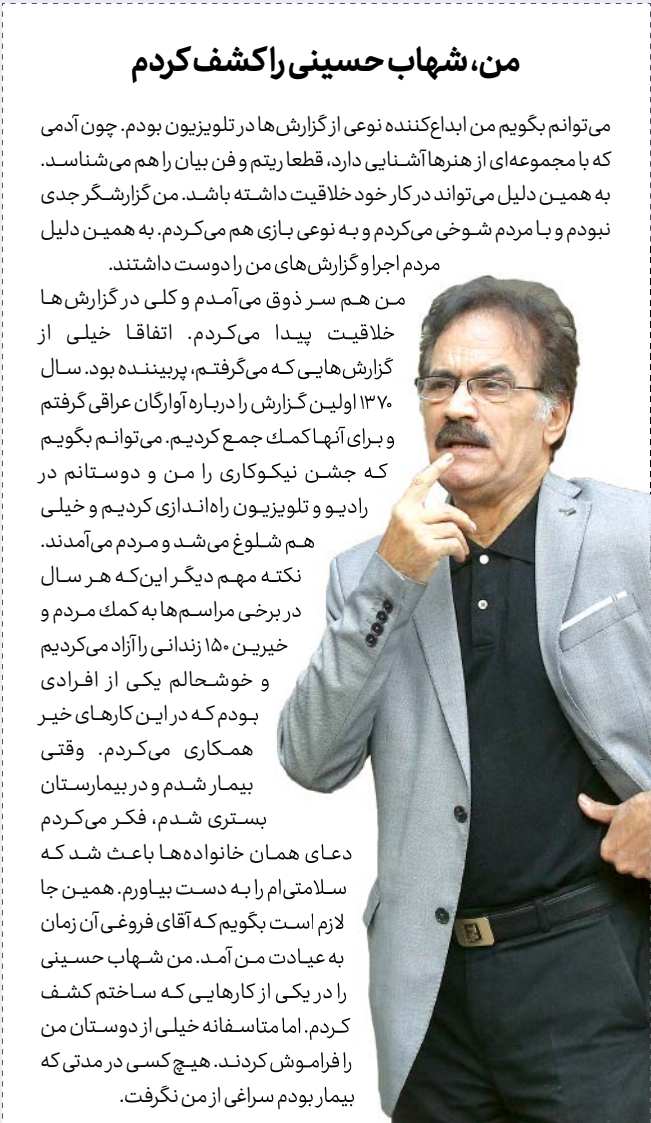 من، شهاب حسینی را کشف کردم
می‌توانم بگویم من ابداع‌کننده نوعی از گزارش‌ها در تلویزیون بودم. چون آدمی
که با مجموعه‌ای از هنرها آشنایی دارد، قطعا ریتم و فن بیان را هم می‌شناسد.
به همین دلیل می‌تواند در کار خود خلاقیت داشته باشد. من گزارشگر جدی
نبودم و با مردم شوخی می‌کردم و به نوعی بازی هم می‌کردم. به همین دلیل
مردم اجرا و گزارش‌های من را دوست داشتند.
من هم سر ذوق می‌آمدم و کلی در گزارش‌ها
خلاقیت پیدا می‌کردم. اتفاقا خیلی از
گزارش‌هایی که می‌گرفتم، پربیننده بود. سال
۱۳۷۰ اولین گزارش را درباره آوارگان عراقی گرفتم
و برای آنها کمك جمع کردیم. می‌توانم بگویم
که جشن نیکوکاری را من و دوستانم در
رادیو و تلویزیون راه‌اندازی کردیم و خیلی
هم شلوغ می‌شد و مردم می‌آمدند.
نکته مهم دیگر این‌که هر سال
در برخی مراسم‌ها به کمك مردم و
خیرین ۱۵۰ زندانی را آزاد می‌کردیم
و خوشحالم یکی از افرادی
بودم که در این کارهای خیر
همکاری می‌کردم. وقتی
بیمار شدم و در بیمارستان
بستری شدم، فکر می‌کردم
دعای همان خانواده‌ها باعث شد که
سلامتی‌ام را به دست بیاورم. همین جا
لازم است بگویم که آقای فروغی آن زمان
به عیادت من آمد. من شهاب حسینی
را در یکی از کارهایی که ساختم کشف
کردم. اما متاسفانه خیلی از دوستان من
را فراموش کردند. هیچ کسی در مدتی که
بیمار بودم سراغی از من نگرفت.